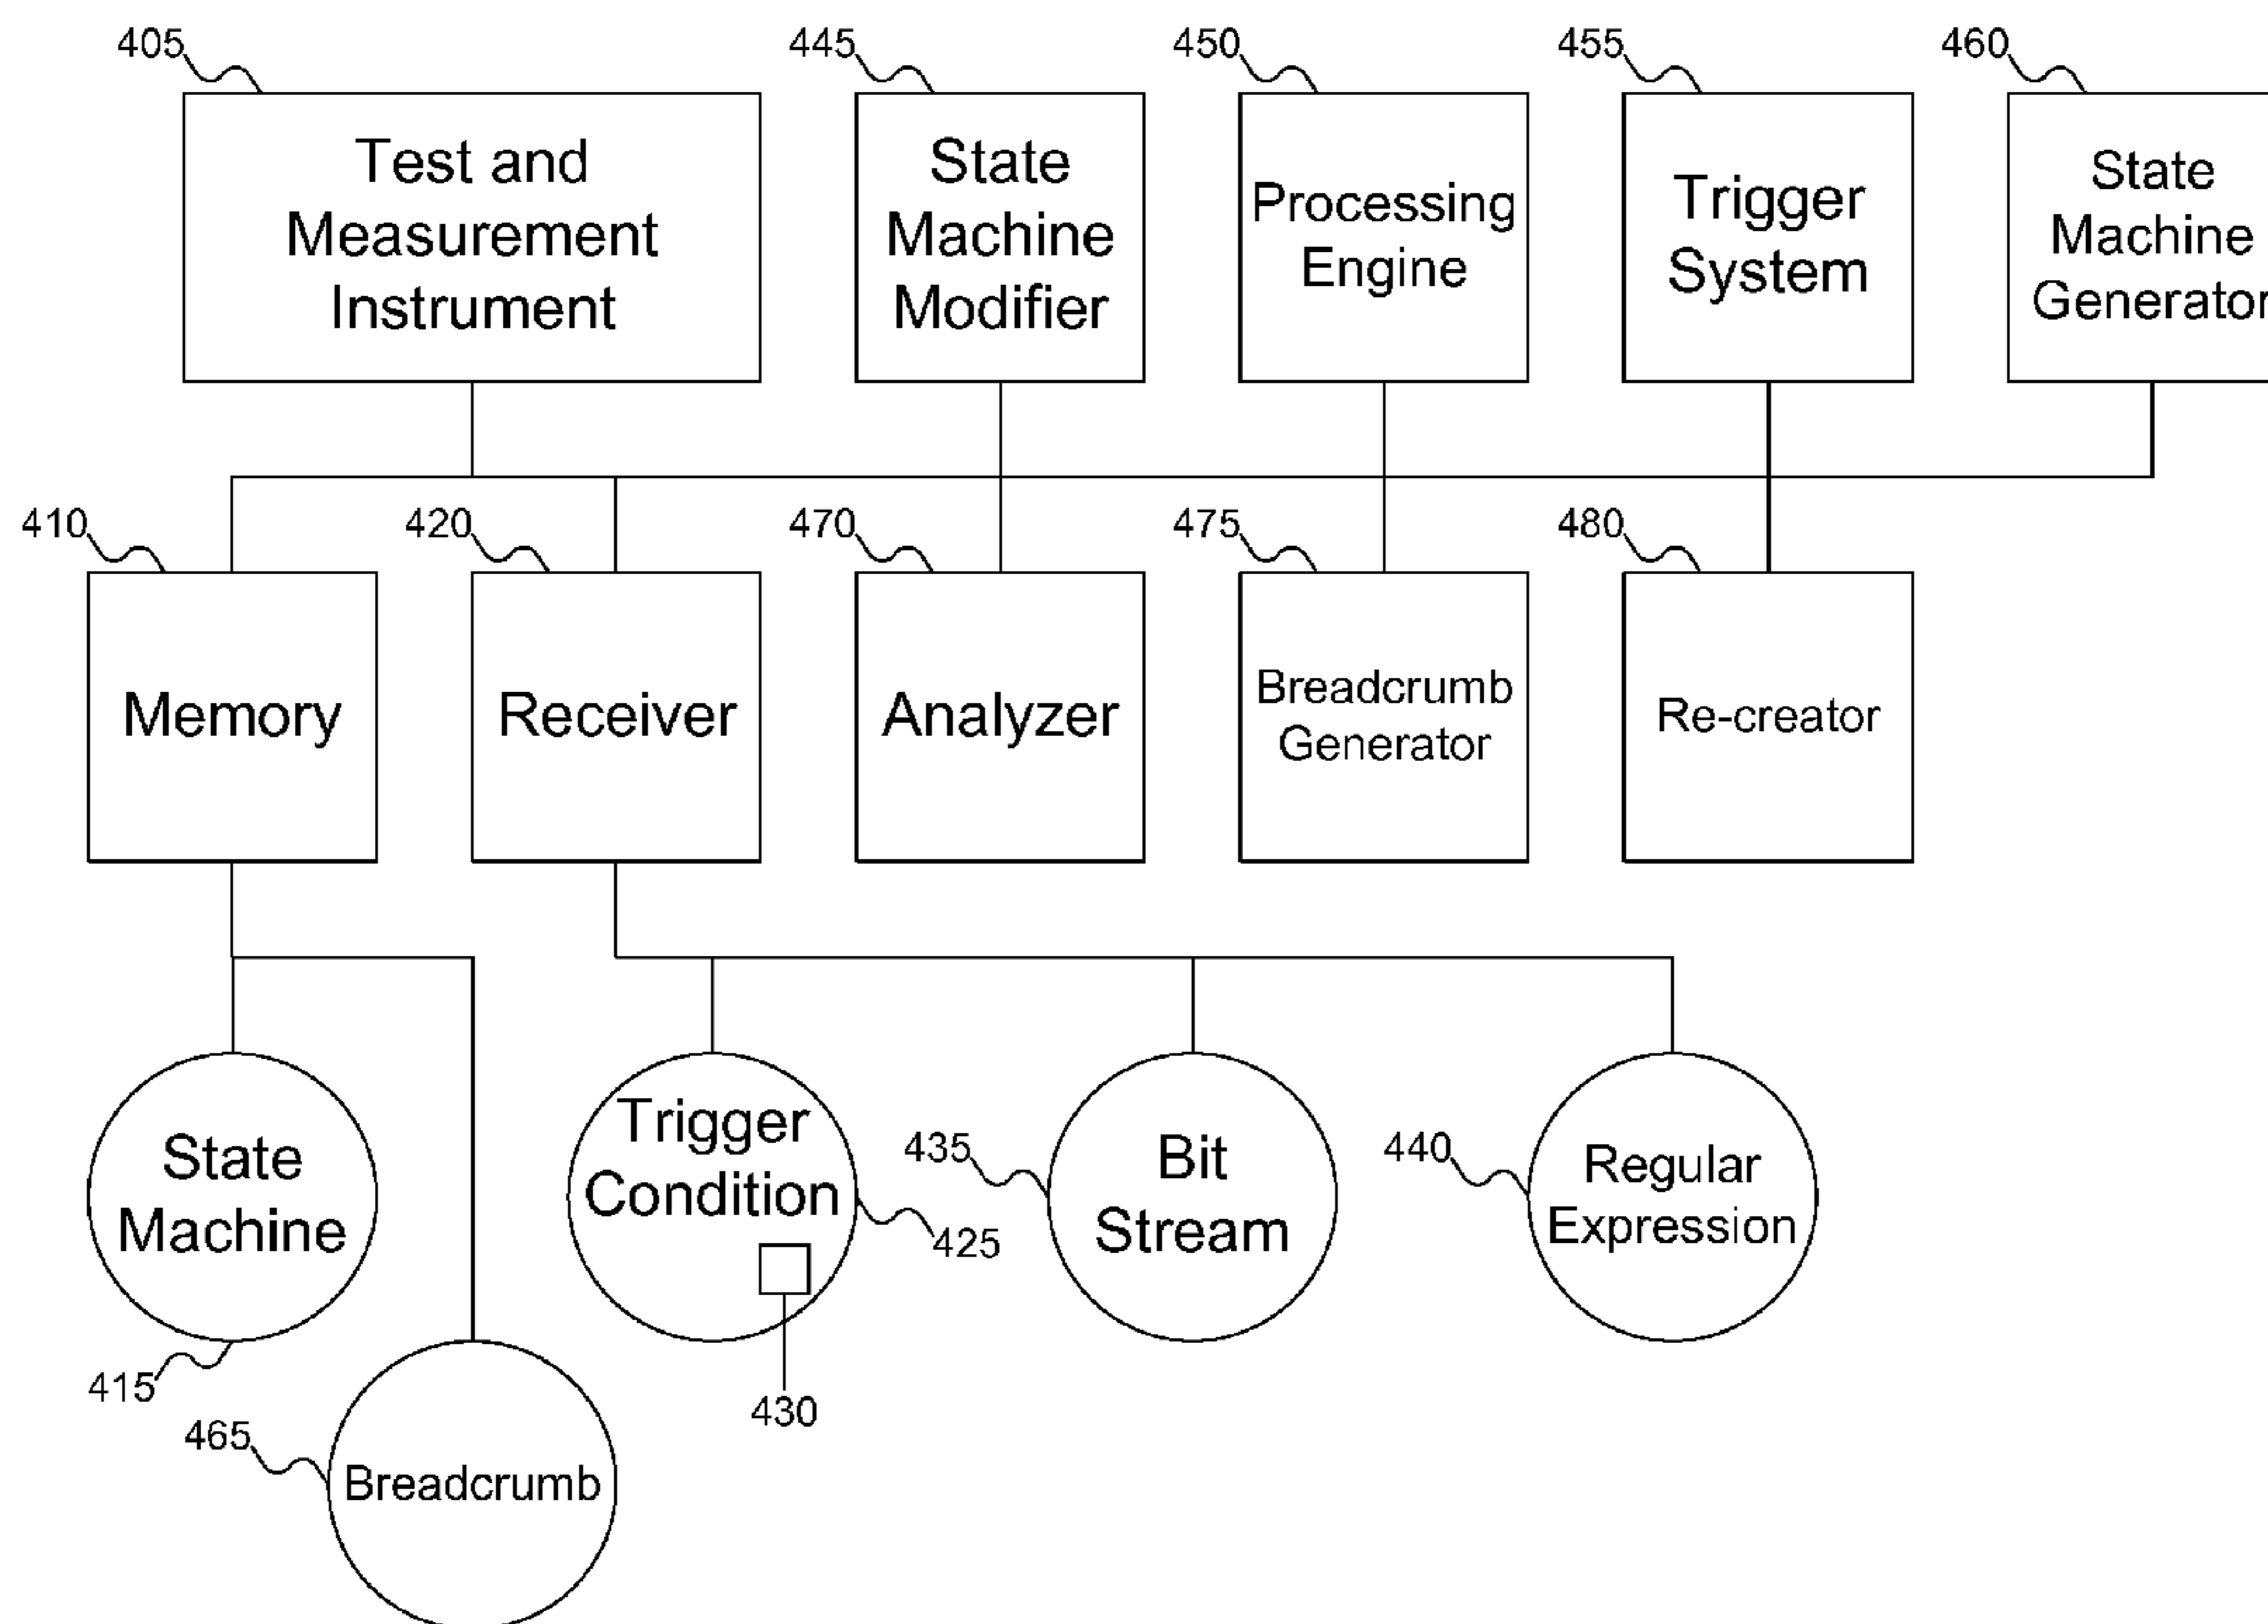 405
445
450
455
460
Test and
Measurement
Instrument
State
Machine
Modifier
Processing
Engine
Trigger
System
State
Machine
Generator
410
420
470
475
480
Memory
Receiver
Analyzer
Breadcrumb
Generator
Re-creator
State
Machine
415
Trigger
Condition
425
430
435
Bit
Stream
440
Regular
Expression
465
Breadcrumb